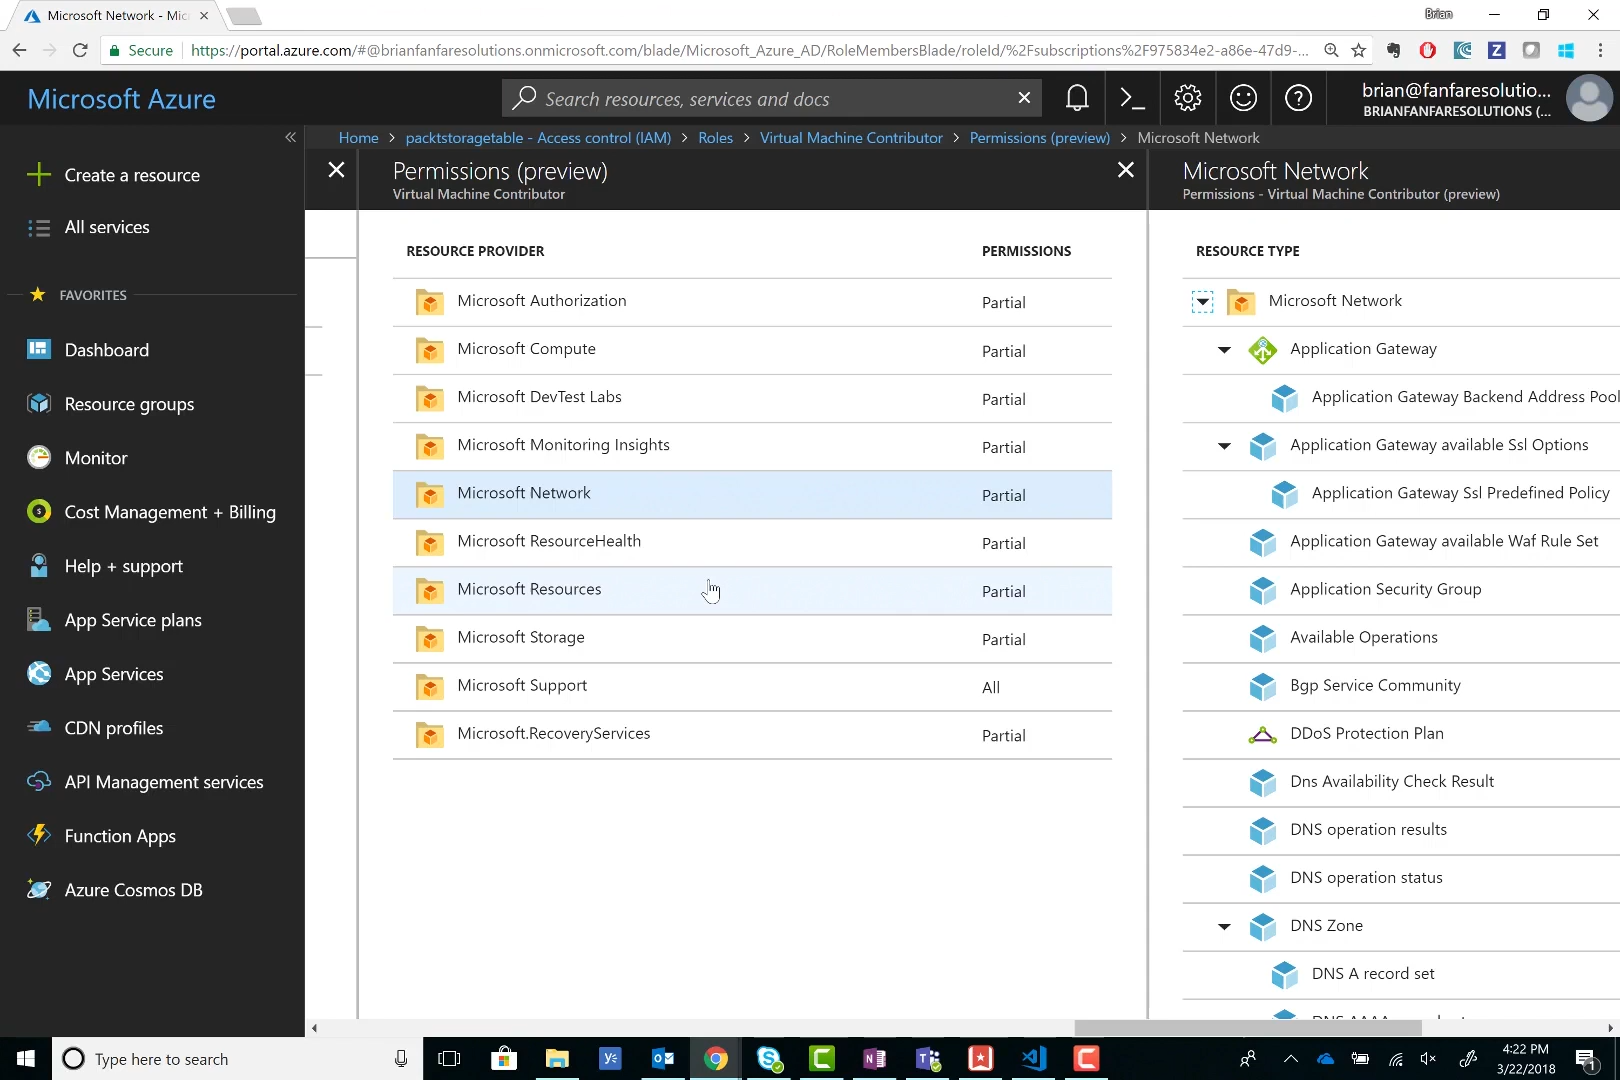 Microsoft Network - Mic
Brian
Secure
https://portal.azure.com/#@brianfanfaresolutions.onmicrosoft.com/blade/Microsoft_Azure_AD/RoleMembersBlade/roleId/%2Fsubscriptions%2F975834e2-a86e-47d9-...
Microsoft Azure
Search resources, services and docs
brian@fanfaresolutio...
BRIANFANFARESOLUTIONS (...
Home > packtstoragetable - Access control (IAM) > Roles > Virtual Machine Contributor > Permissions (preview) > Microsoft Network
Create a resource
All services
FAVORITES
Dashboard
Resource groups
Monitor
Cost Management + Billing
Help + support
App Service plans
App Services
CDN profiles
API Management services
Function Apps
Azure Cosmos DB
Permissions (preview)
Virtual Machine Contributor
RESOURCE PROVIDER PERMISSIONS
Microsoft Authorization Partial
Microsoft Compute Partial
Microsoft DevTest Labs Partial
Microsoft Monitoring Insights Partial
Microsoft Network Partial
Microsoft ResourceHealth Partial
Microsoft Resources Partial
Microsoft Storage Partial
Microsoft Support All
Microsoft.RecoveryServices Partial
Microsoft Network
Permissions - Virtual Machine Contributor (preview)
RESOURCE TYPE
Microsoft Network
Application Gateway
Application Gateway Backend Address Pool
Application Gateway available Ssl Options
Application Gateway Ssl Predefined Policy
Application Gateway available Waf Rule Set
Application Security Group
Available Operations
Bgp Service Community
DDoS Protection Plan
Dns Availability Check Result
DNS operation results
DNS operation status
DNS Zone
DNS A record set
Type here to search
4:22 PM
3/22/2018
1